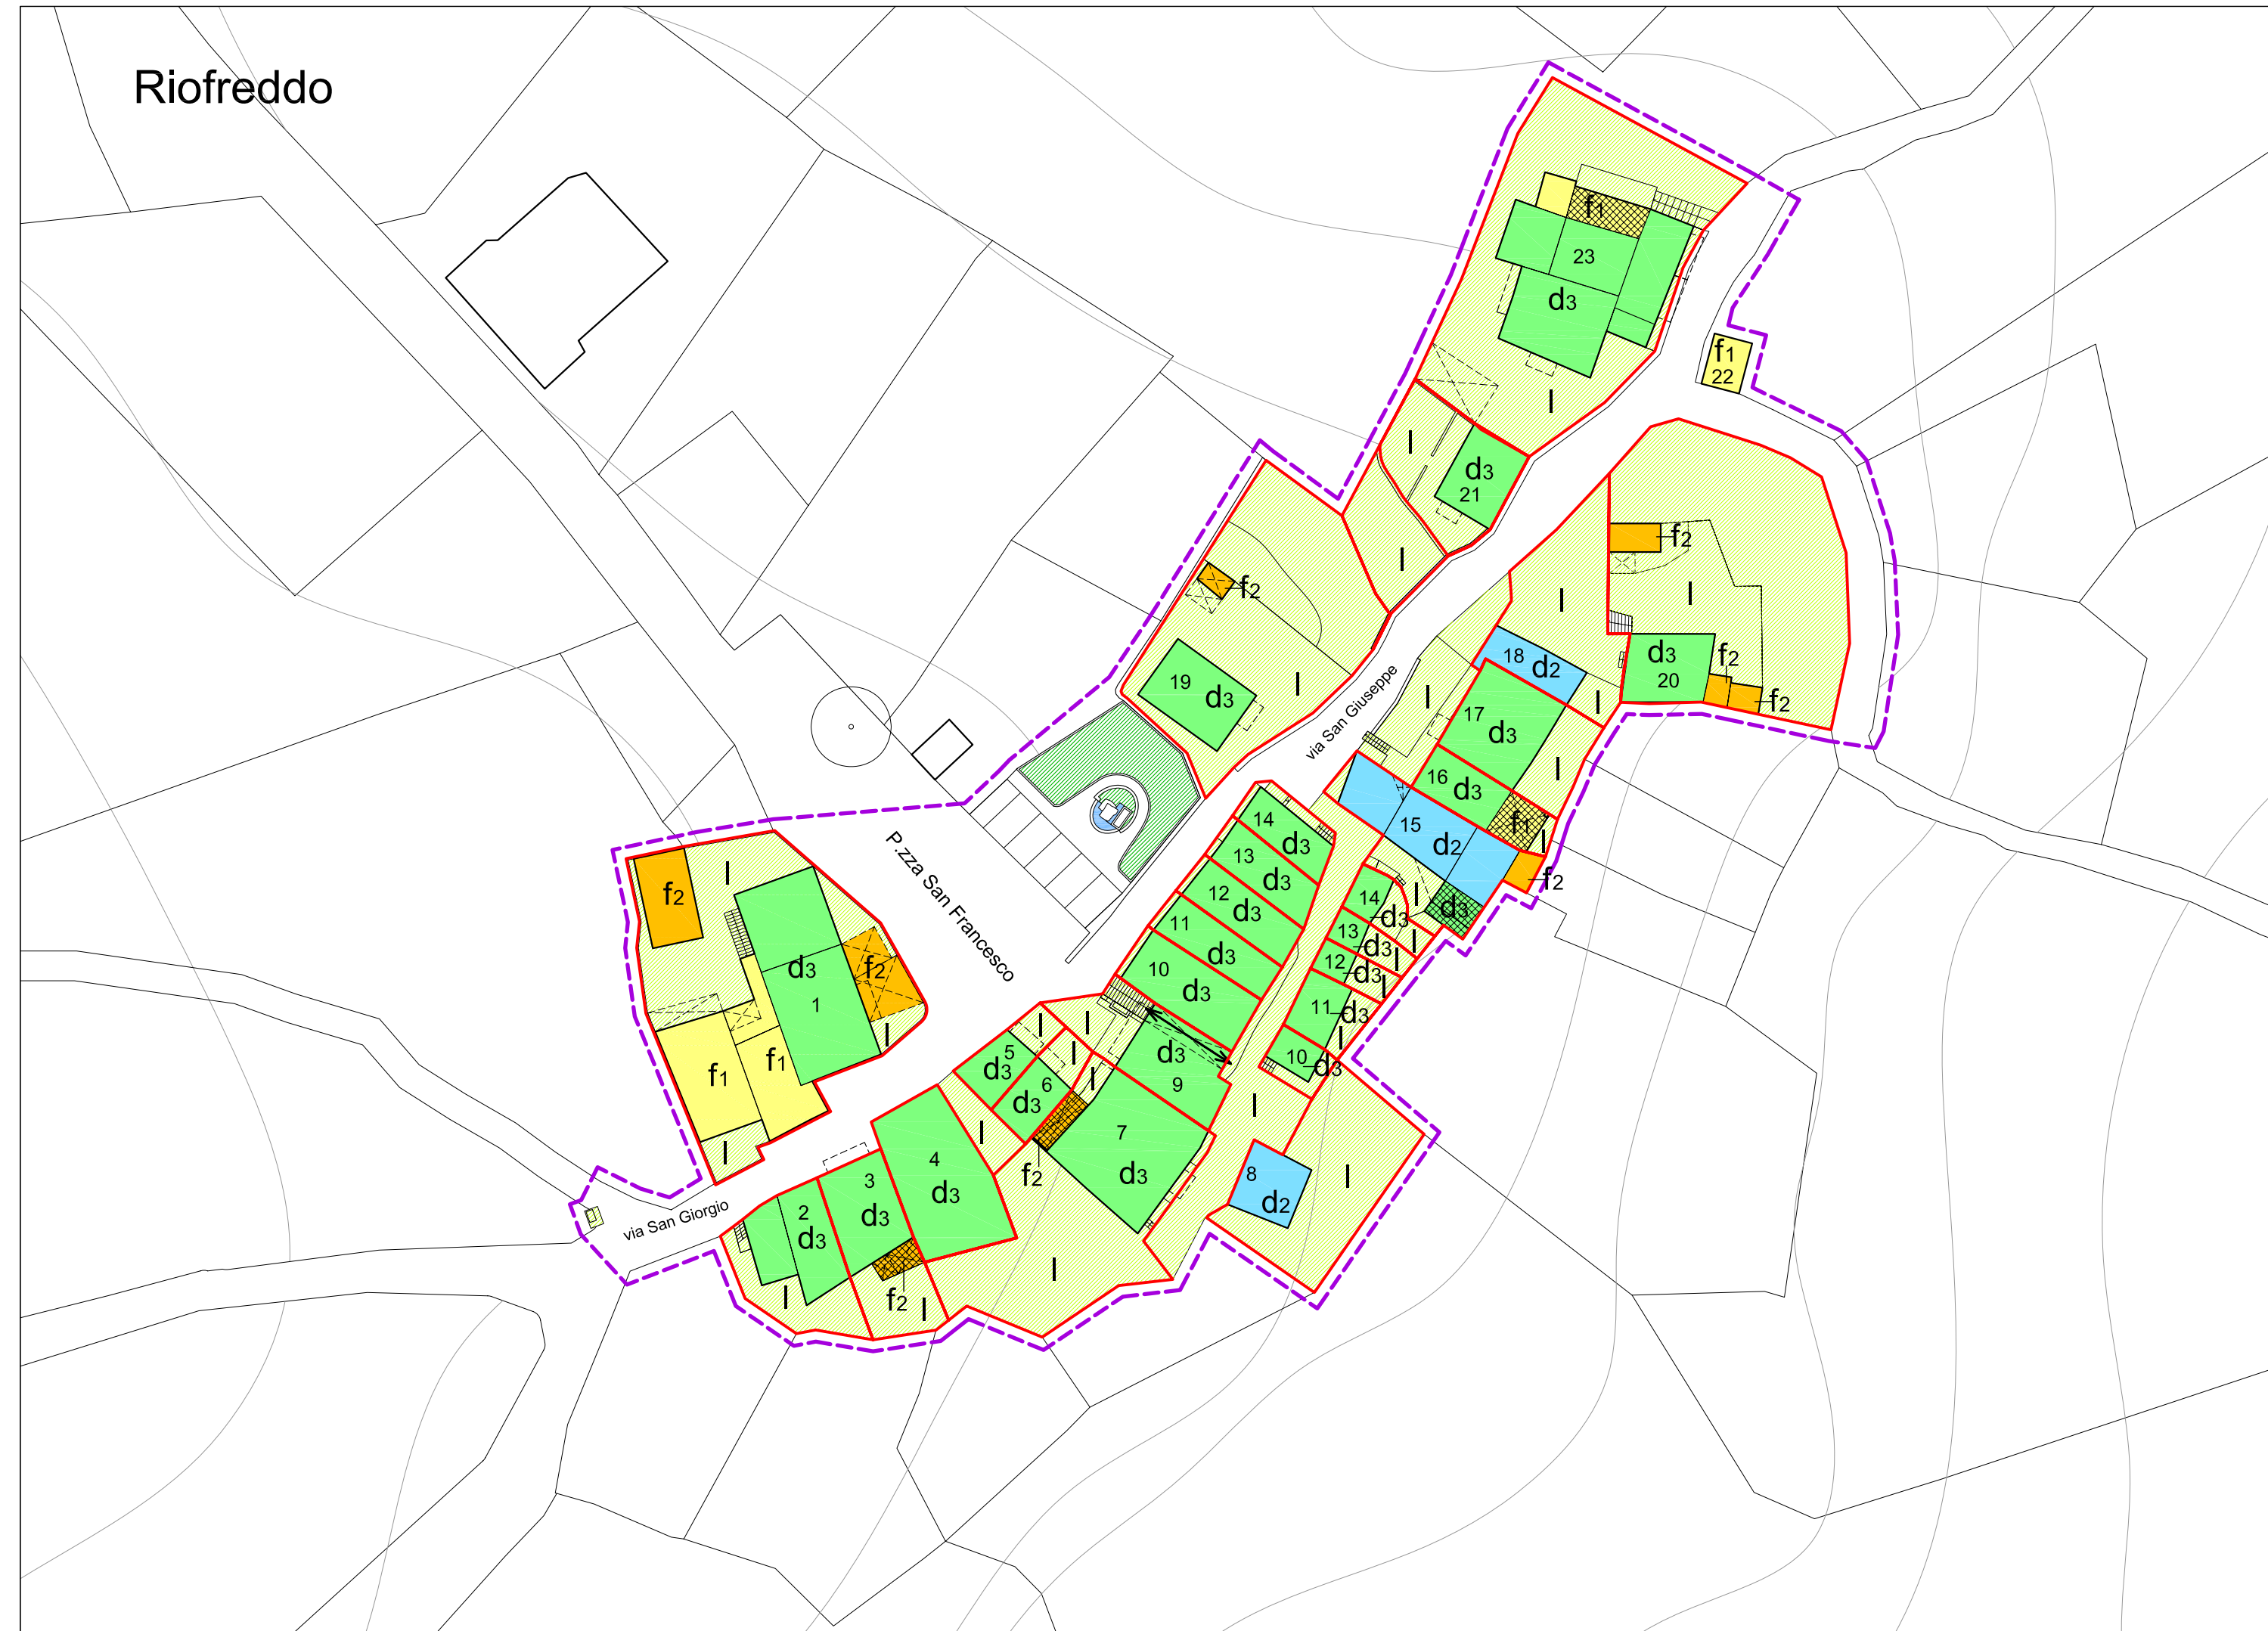 Riofreddo
f1
23
d3
f1
22
l
l
d3
21
f2
l
l
l
f2
d3
20
f2
f2
18 d2
l
l
19 d3
l
via San Giuseppe
17
d3
l
16
d3
f1
l
15
d2
f2
14
d3
13
d3
12
d3
11
d3
10
d3
l
d3
14
d3
13
d3
l
12
d3
l
11
d3
l
10
d3
P.zza San Francesco
l
f2
d3
1
f2
l
f1
f1
l
l
l
5
d3
l
6
d3
l
d3
9
l
7
d3
f2
l
8
d2
l
4
d3
l
3
d3
2
d3
l
f2
l
l
via San Giorgio